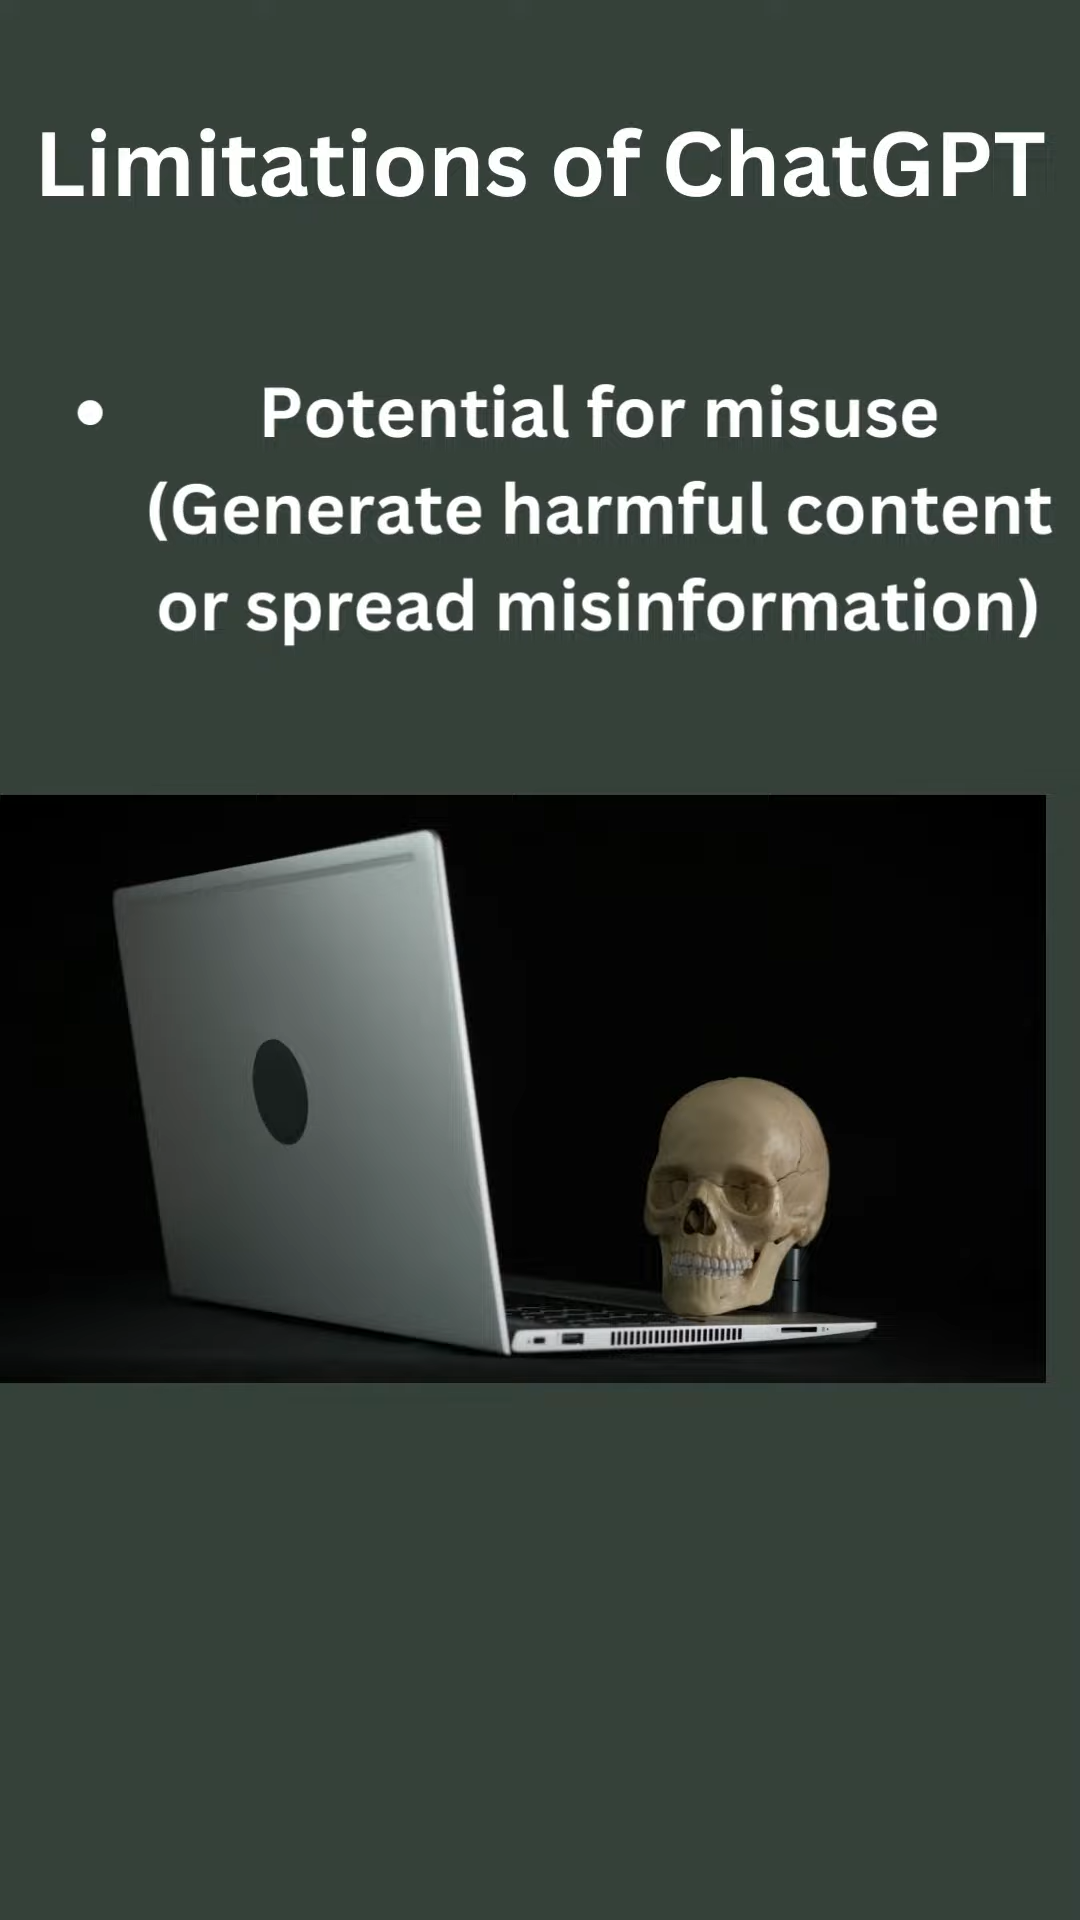 Limitations of ChatGPT
• Potential for misuse
(Generate harmful content
or spread misinformation)